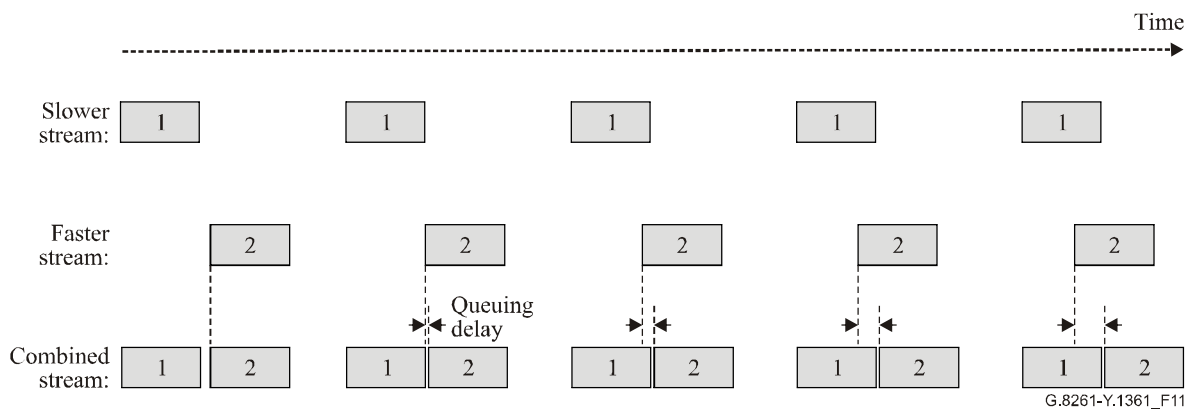 Time
Slower
stream:
1 1 1 1 1
Faster
stream:
2 2 2 2 2
Queuing
delay
Combined
stream:
1 2 1 2 1 2 1 2 1 2
G.8261-Y.1361_F11